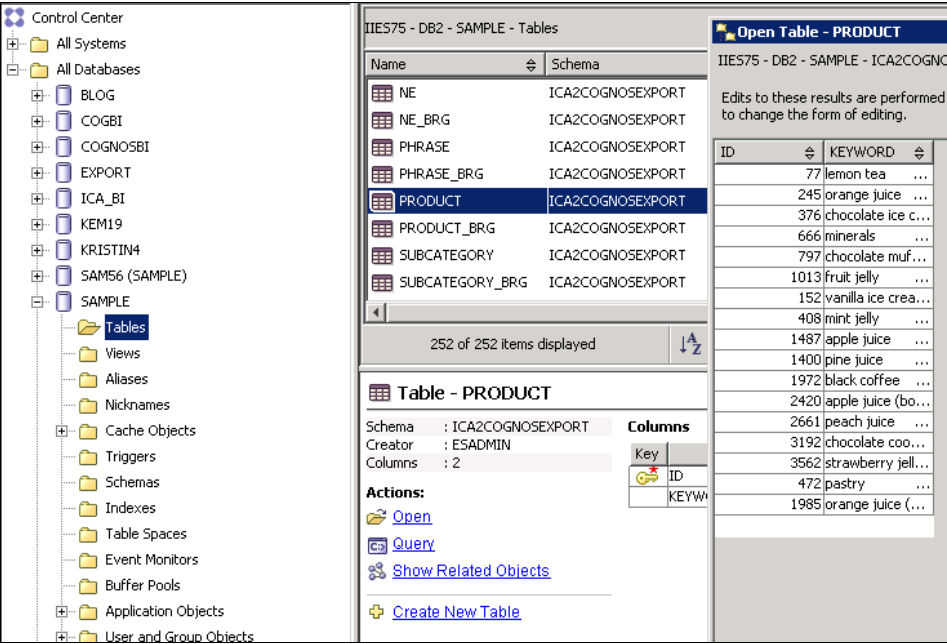 Control Center
All Systems
All Databases
BLOG
COGBI
COGNOSBI
EXPORT
ICA_BI
KEM19
KRISTIN4
SAM56 (SAMPLE)
SAMPLE
Tables
Views
Aliases
Nicknames
Cache Objects
Triggers
Schemas
Indexes
Table Spaces
Event Monitors
Buffer Pools
Application Objects
User and Group Objects
IIES75 - DB2 - SAMPLE - Tables
Name Schema
NE ICA2COGNOSEXPORT
NE_BRG ICA2COGNOSEXPORT
PHRASE ICA2COGNOSEXPORT
PHRASE_BRG ICA2COGNOSEXPORT
PRODUCT ICA2COGNOSEXPORT
PRODUCT_BRG ICA2COGNOSEXPORT
SUBCATEGORY ICA2COGNOSEXPORT
SUBCATEGORY_BRG ICA2COGNOSEXPORT
252 of 252 items displayed
Table - PRODUCT
Schema : ICA2COGNOSEXPORT
Creator : ESADMIN
Columns : 2
Actions:
Open
Query
Show Related Objects
Create New Table
Columns
Key
ID
KEYW
Open Table - PRODUCT
IIES75 - DB2 - SAMPLE - ICA2COGNO
Edits to these results are performed
to change the form of editing.
ID KEYWORD
77 lemon tea ...
245 orange juice ...
376 chocolate ice c...
666 minerals ...
797 chocolate muf...
1013 fruit jelly ...
152 vanilla ice crea...
408 mint jelly ...
1487 apple juice ...
1400 pine juice ...
1972 black coffee ...
2420 apple juice (bo...
2661 peach juice ...
3192 chocolate coo...
3562 strawberry jell...
472 pastry ...
1985 orange juice (...